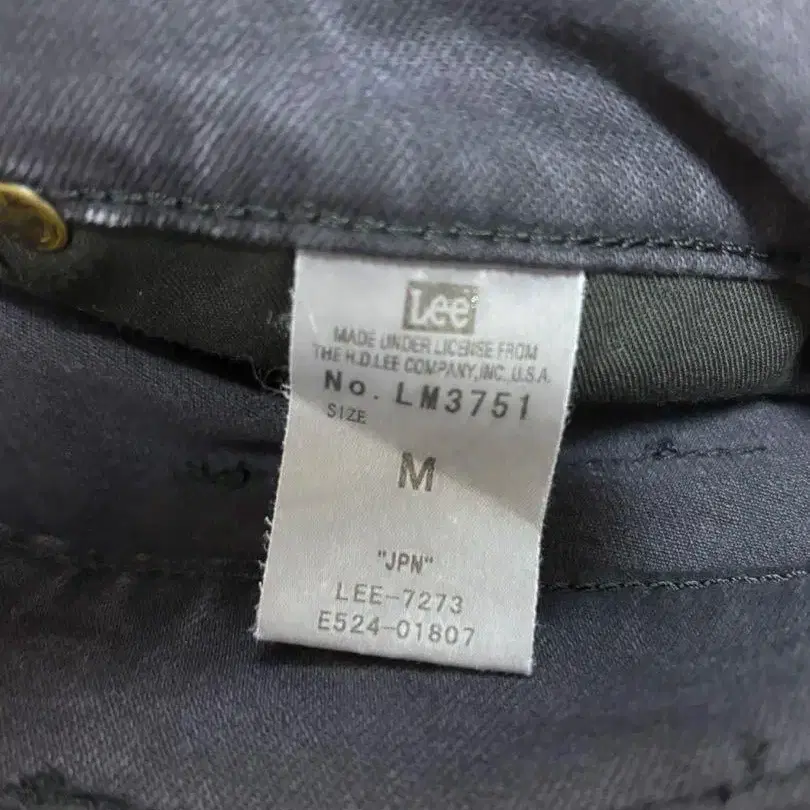 Lee
MADE UNDER LICENSE FROM
THE H.D.LEE COMPANY,INC.U.S.A.
No. LM3751
SIZE
M
"JPN"
LEE-7273
E524-01807